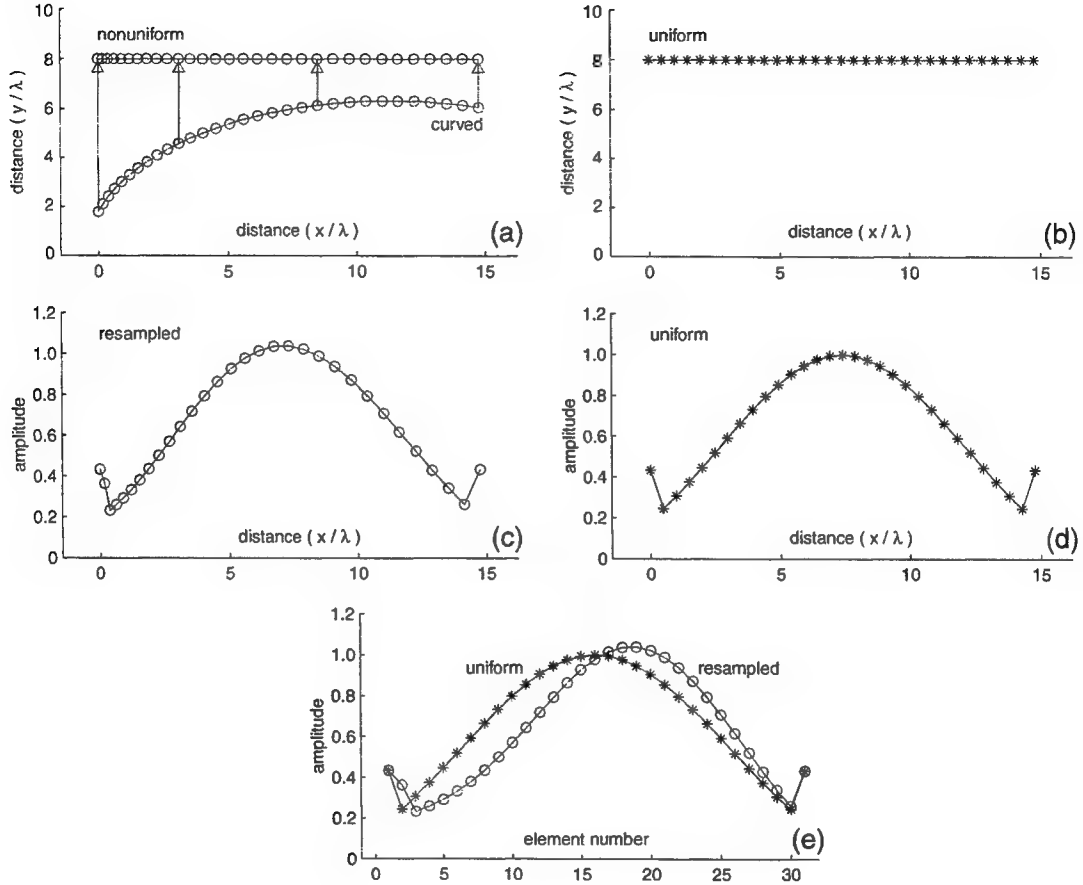 10
8
6
4
2
0
distance ( y / λ )
nonuniform
curved
distance ( x / λ )
(a)
0 5 10 15
10
8
6
4
2
0
distance ( y / λ )
uniform
distance ( x / λ )
(b)
0 5 10 15
1.2
1.0
0.8
0.6
0.4
0.2
0
amplitude
resampled
distance ( x / λ )
(c)
0 5 10 15
1.2
1.0
0.8
0.6
0.4
0.2
0
amplitude
uniform
distance ( x / λ )
(d)
0 5 10 15
1.2
1.0
0.8
0.6
0.4
0.2
0
amplitude
uniform
resampled
element number
(e)
0 5 10 15 20 25 30